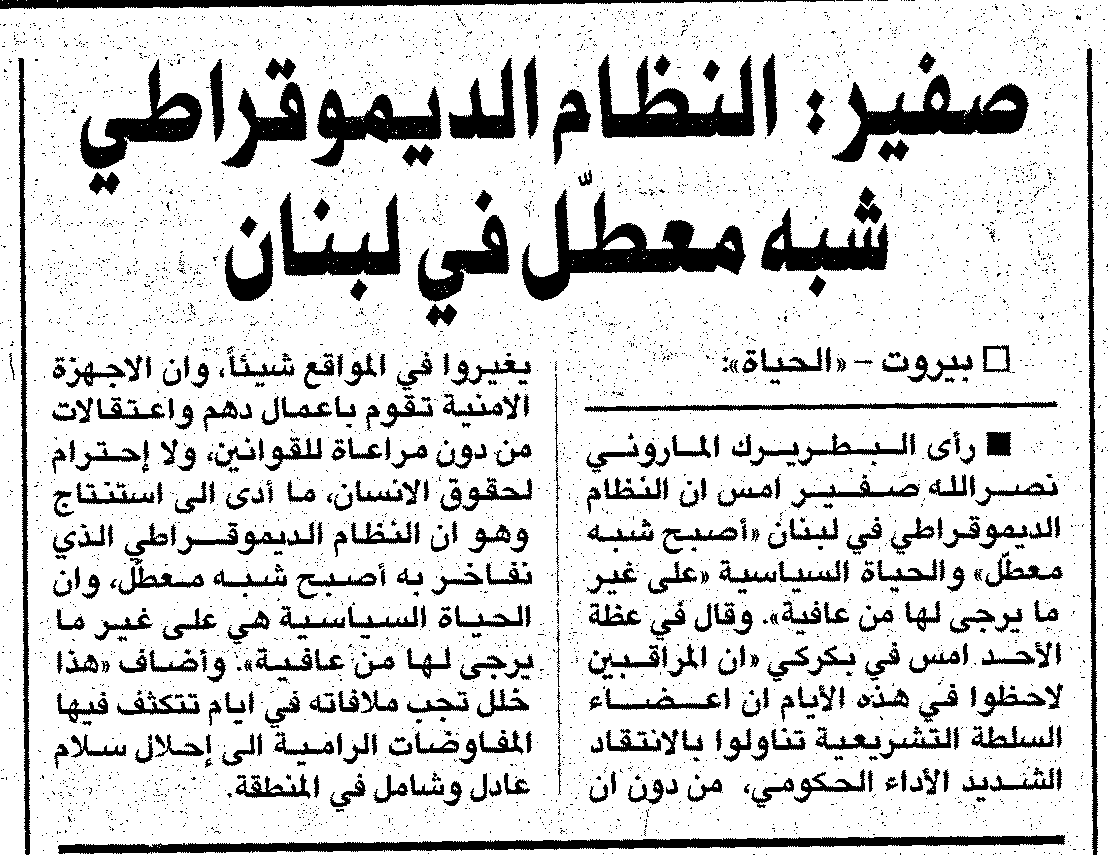 صفير: النظام الديموقراطي
شبه معطّل في لبنان
□ بيروت – «الحياة»:
■ رأى البطريرك الماروني
نصرالله صفير امس ان النظام
الديموقراطي في لبنان «أصبح شبه
معطّل» والحياة السياسية «على غير
ما يرجى لها من عافية». وقال في عظة
الأحد امس في بكركي «ان المراقبين
لاحظوا في هذه الأيام ان اعضاء
السلطة التشريعية تناولوا بالانتقاد
الشديد الأداء الحكومي، من دون ان
يغيروا في المواقع شيئاً، وان الاجهزة
الامنية تقوم باعمال دهم واعتقالات
من دون مراعاة للقوانين، ولا إحترام
لحقوق الانسان، ما أدى الى استنتاج
وهو ان النظام الديموقراطي الذي
نفاخر به أصبح شبه معطّل، وان
الحياة السياسية هي على غير ما
يرجى لها من عافية». وأضاف «هذا
خلل تجب ملافاته في ايام تتكثف فيها
المفاوضات الرامية الى إحلال سلام
عادل وشامل في المنطقة.